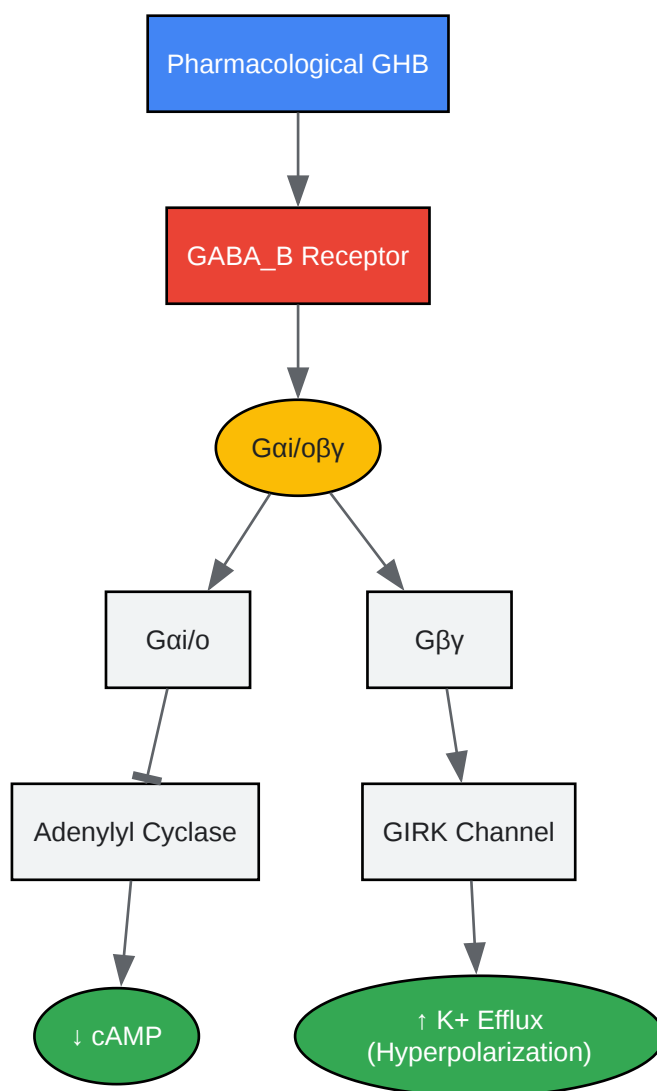 Pharmacological GHB
GABA_B Receptor
Gαi/oβγ
Gαi/o
Gβγ
Adenylyl Cyclase
GIRK Channel
↓ cAMP
↑ K+ Efflux
(Hyperpolarization)